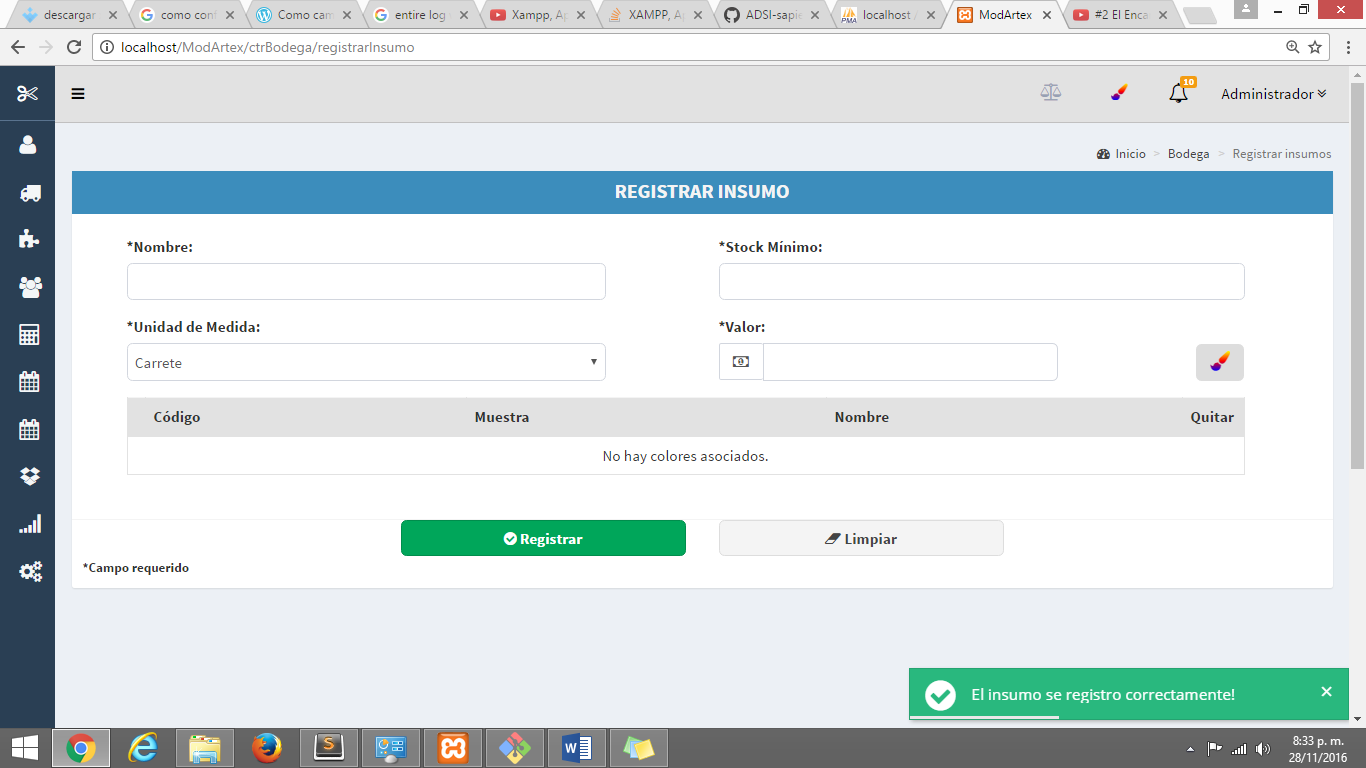 descargar
como conf
Como cam
entire log
Xampp, Ap
XAMPP, Ap
ADSI-sapie
localhost /
ModArtex
#2 El Enca
localhost/ModArtex/ctrBodega/registrarInsumo
10
Administrador
Inicio > Bodega > Registrar insumos
REGISTRAR INSUMO
*Nombre:
*Stock Mínimo:
*Unidad de Medida:
*Valor:
Carrete
Código Muestra Nombre Quitar
No hay colores asociados.
Registrar
Limpiar
*Campo requerido
El insumo se registro correctamente!
8:33 p. m.
28/11/2016